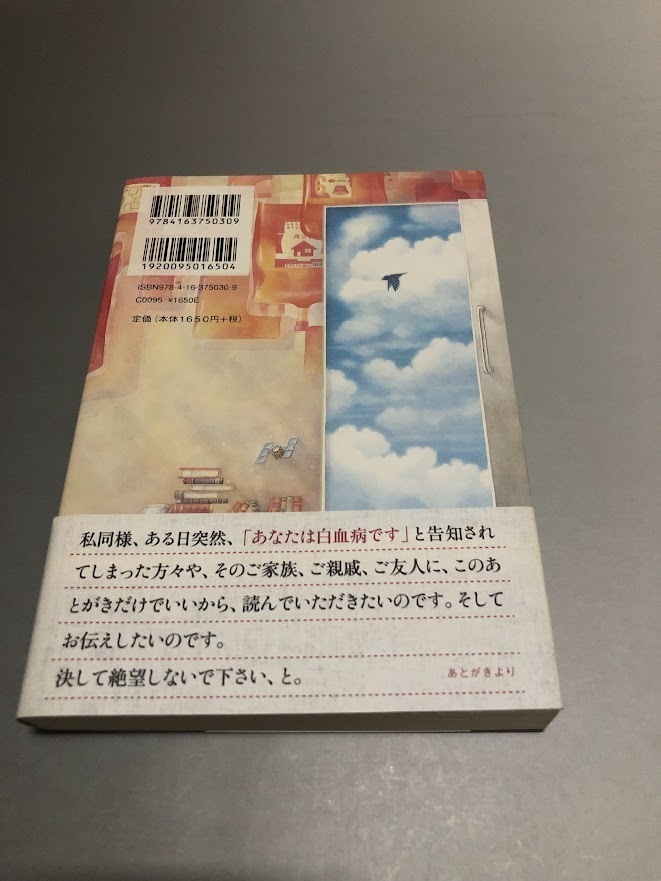 9784163750309
1920095016504
ISBN978-4-16-375030-9
C0095 ¥1650E
定価(本体1650円+税)
私同様、ある日突然、「あなたは白血病です」と告知され
てしまった方々や、そのご家族、ご親戚、ご友人に、このあ
とがきだけでいいから、読んでいただきたいのです。そして
お伝えしたいのです。
決して絶望しないで下さい、と。
あとがきより